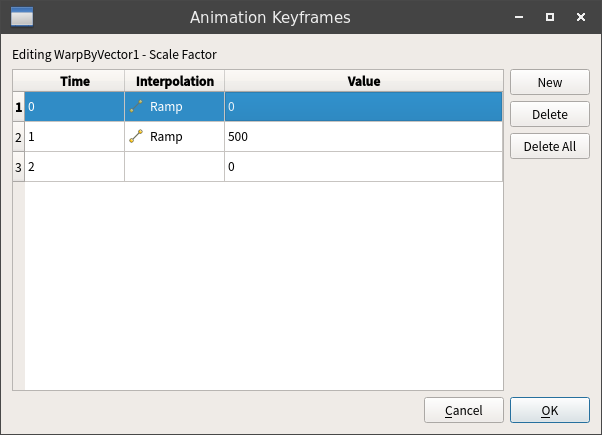 Animation Keyframes
Editing WarpByVector1 - Scale Factor
Time Interpolation Value
New
1 0 Ramp 0
Delete
2 1 Ramp 500
Delete All
3 2 0
Cancel OK